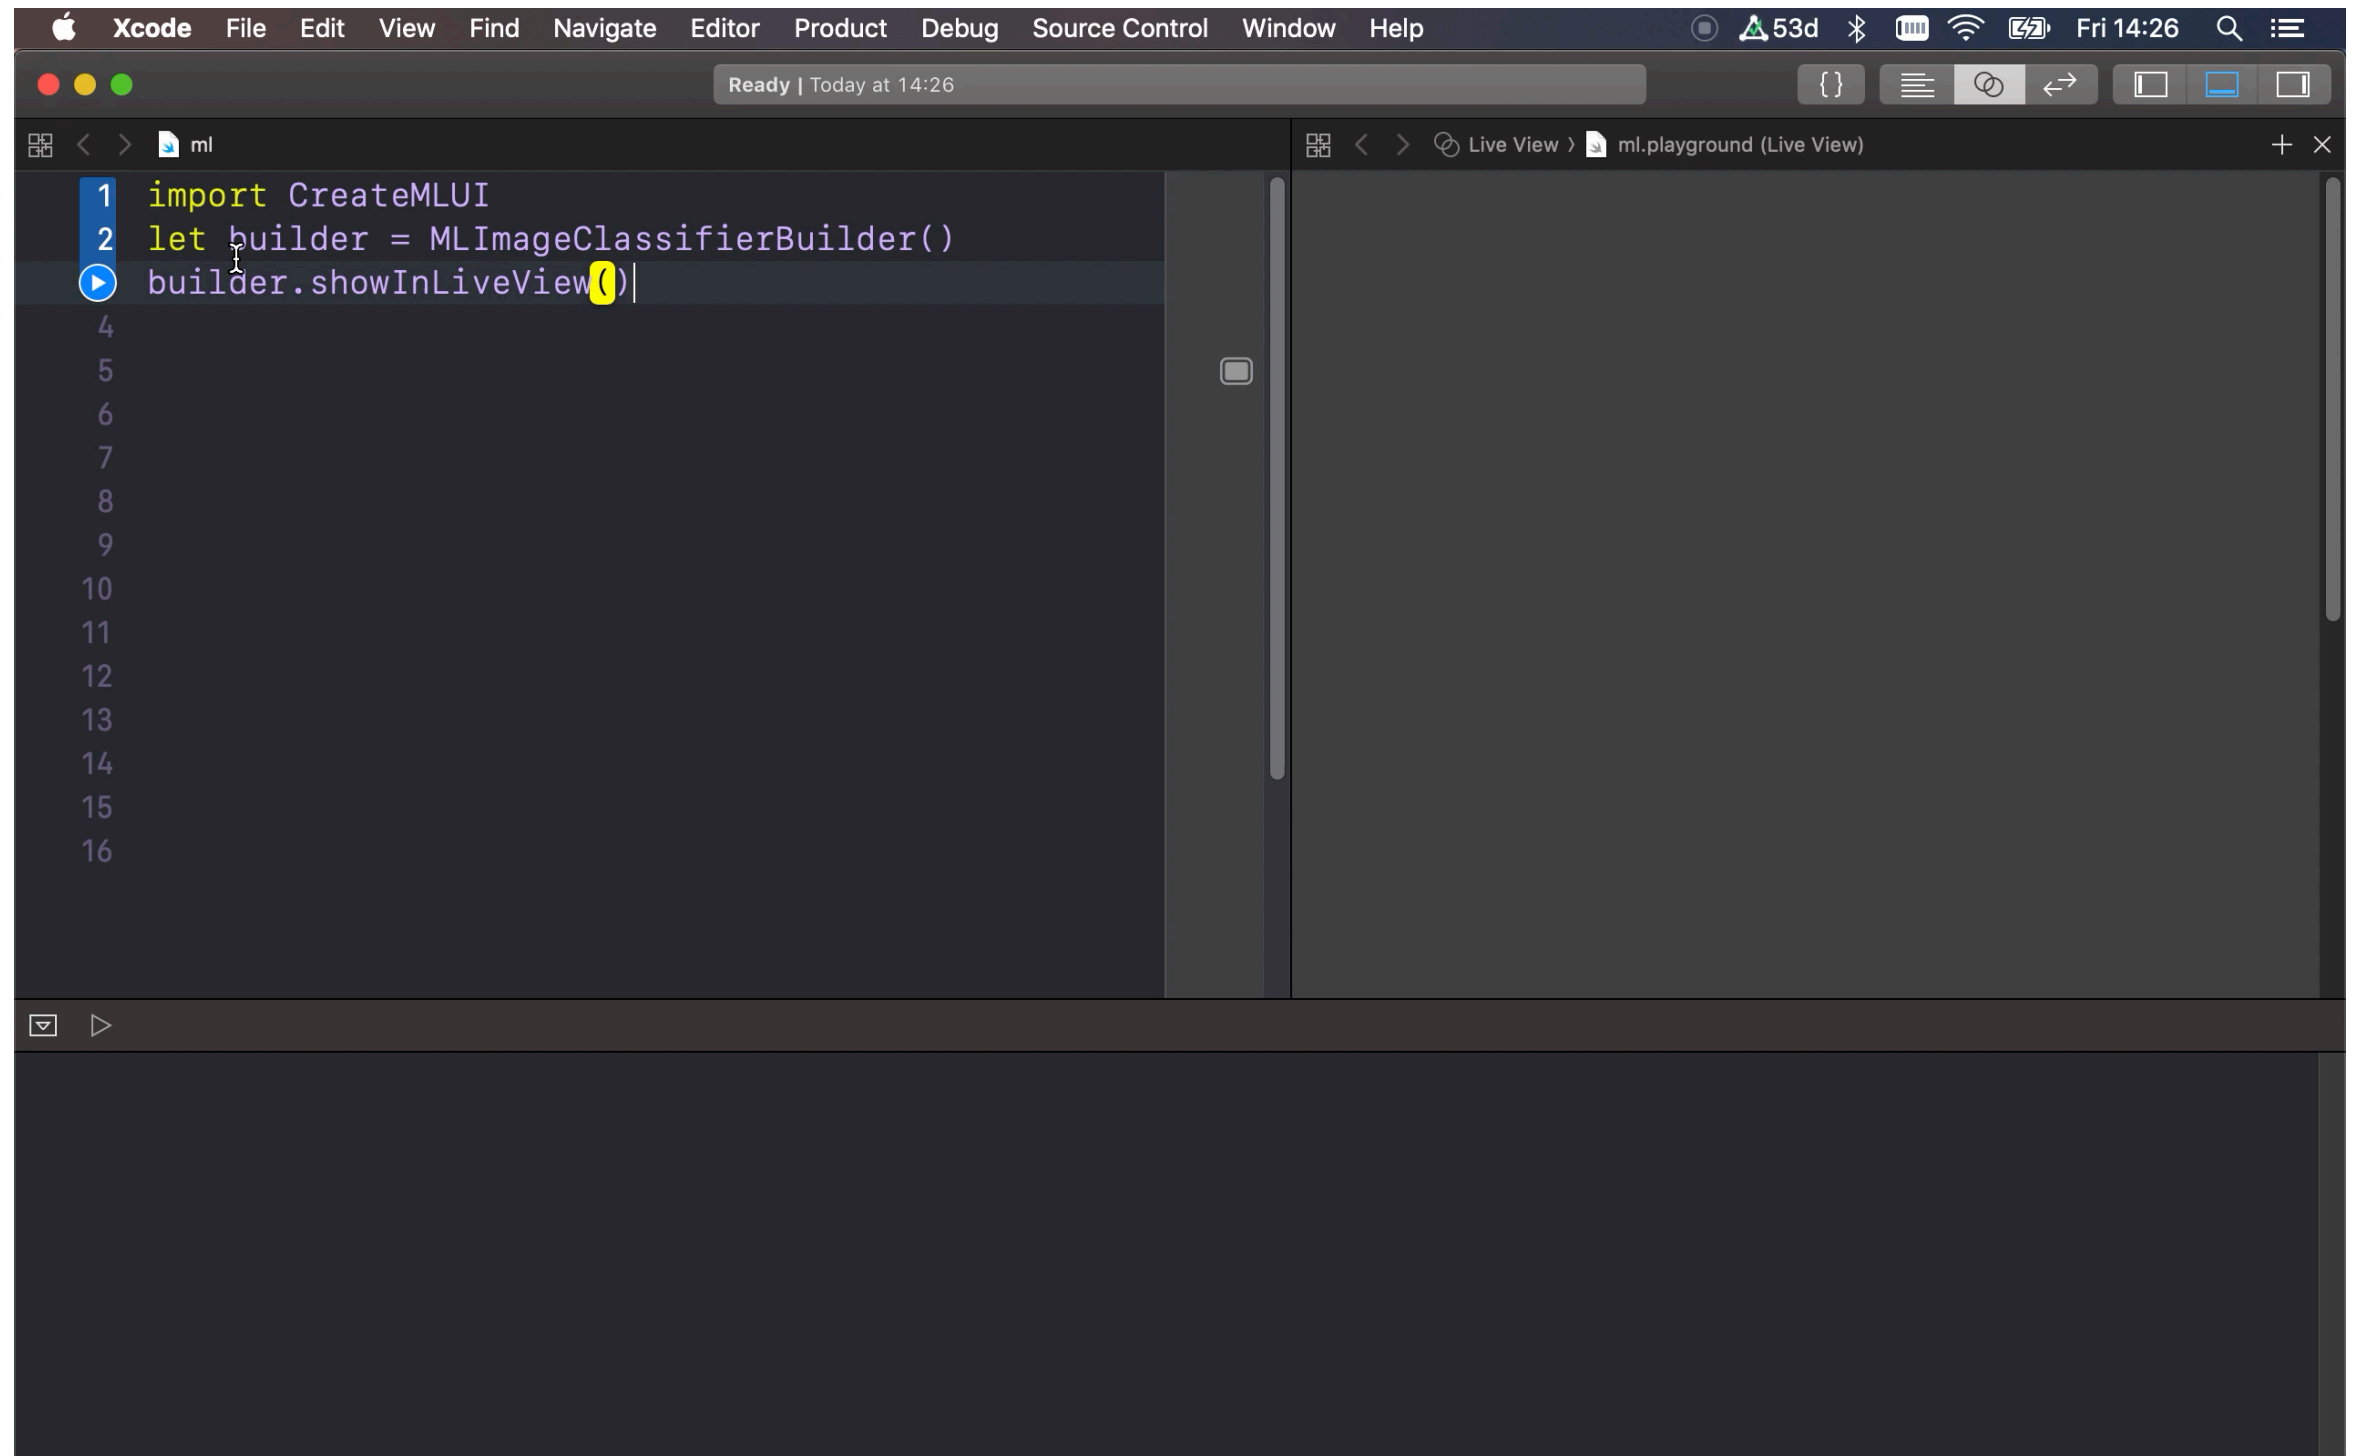 Xcode File Edit View Find Navigate Editor Product Debug Source Control Window Help 53d Fri 14:26
Ready | Today at 14:26 {}
ml
Live View 〉 ml.playground (Live View)
1 import CreateMLUI
2 let builder = MLImageClassifierBuilder()
builder.showInLiveView()
4
5
6
7
8
9
10
11
12
13
14
15
16